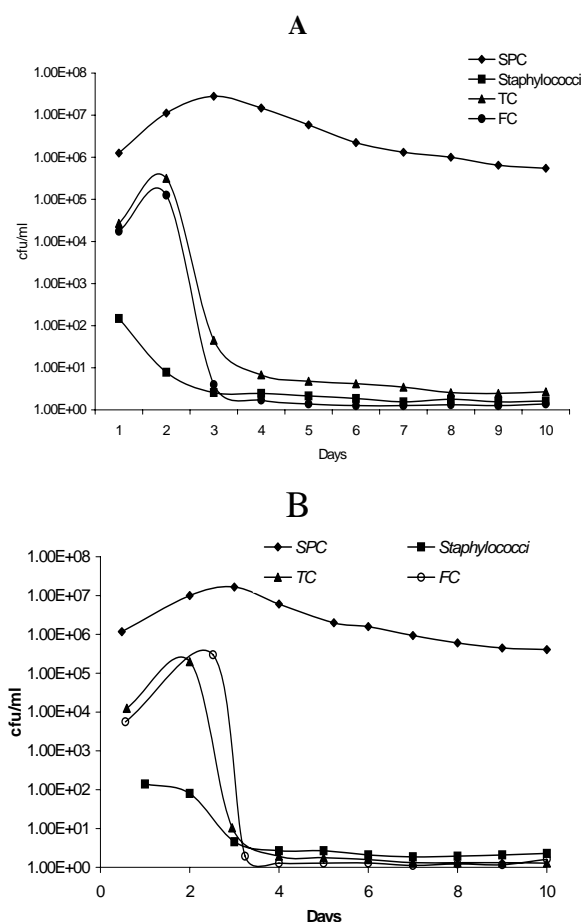 A
SPC
Staphylococci
TC
FC
1.00E+08
1.00E+07
1.00E+06
1.00E+05
1.00E+04
1.00E+03
1.00E+02
1.00E+01
1.00E+00
cfu/ml
1 2 3 4 5 6 7 8 9 10
Days
B
SPC Staphylococci
TC FC
1.00E+08
1.00E+07
1.00E+06
1.00E+05
1.00E+04
1.00E+03
1.00E+02
1.00E+01
1.00E+00
cfu/ml
0 2 4 6 8 10
Days